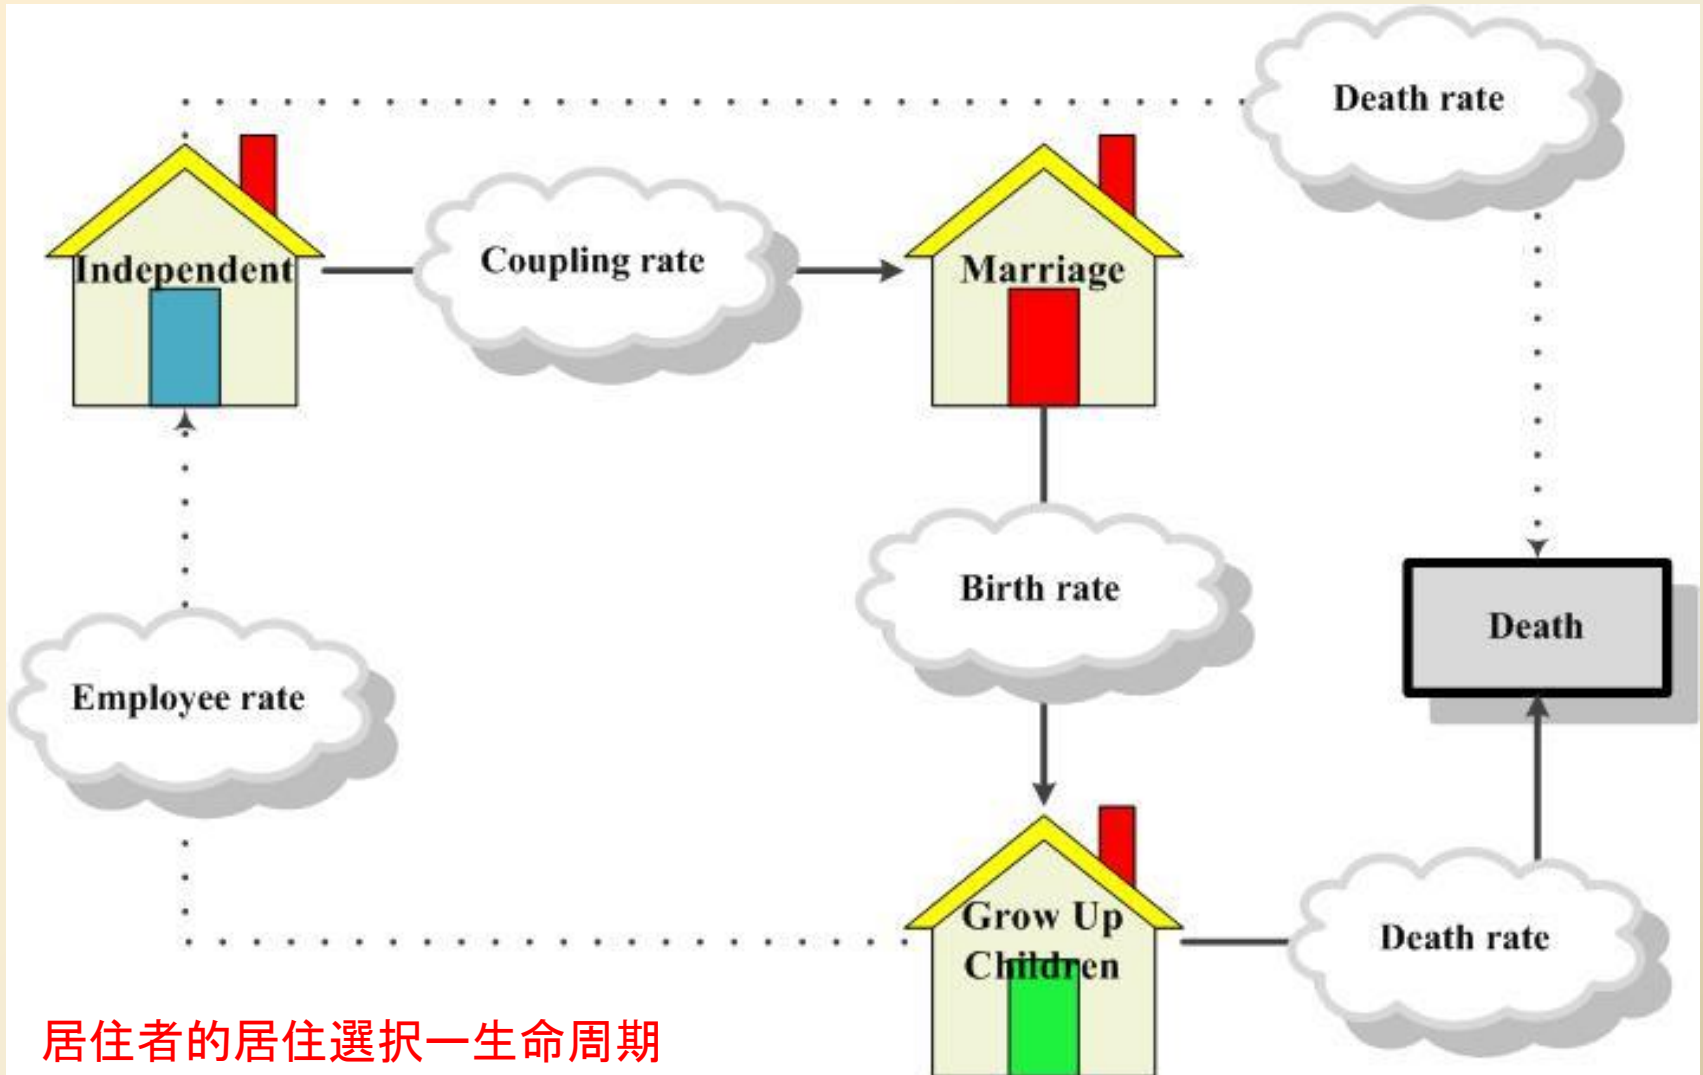 Death rate
Independent
Coupling rate
Marriage
Birth rate
Death
Employee rate
Grow Up
Children
Death rate
居住者的居住選択一生命周期